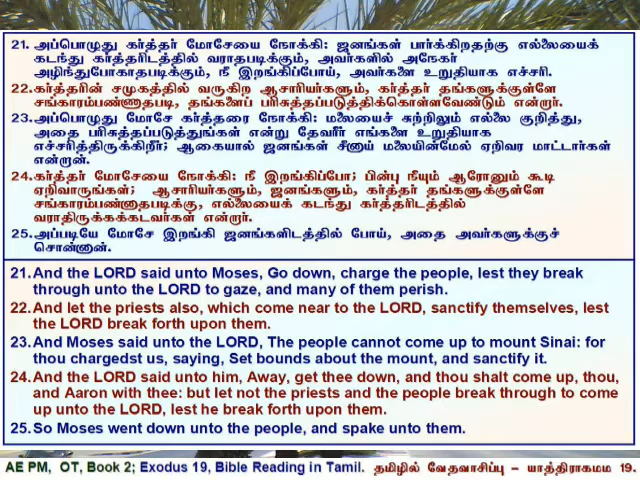 21. அப்பொழுது கர்த்தர் மோசேயை நோக்கி: ஜனங்கள் பார்க்கிறதற்கு எல்லையைக்
கடந்து கர்த்தரிடத்தில் வராதபடிக்கும், அவர்களில் அநேகர்
அழிந்துபோகாதபடிக்கும், நீ இறங்கிப்போய், அவர்களை உறுதியாக எச்சரி.
22.கர்த்தரின் சமுகத்தில் வருகிற ஆசாரியர்களும், கர்த்தர் தங்களுக்குள்ளே
சங்காரம்பண்ணாதபடி, தங்களைப் பரிசுத்தப்படுத்திக்கொள்ளவேண்டும் என்றார்.
23.அப்பொழுது மோசே கர்த்தரை நோக்கி: மலையைச் சுற்றிலும் எல்லை குறித்து,
அதை பரிசுத்தப்படுத்துங்கள் என்று தேவரீர் எங்களை உறுதியாக
எச்சரித்திருக்கிறீர்; ஆகையால் ஜனங்கள் சீனாய் மலையின்மேல் ஏறிவர மாட்டார்கள்
என்றான்.
24.கர்த்தர் மோசேயை நோக்கி: நீ இறங்கிப்போ; பின்பு நீயும் ஆரோனும் கூடி
ஏறிவாருங்கள்; ஆசாரியர்களும், ஜனங்களும், கர்த்தர் தங்களுக்குள்ளே
சங்காரம்பண்ணாதபடிக்கு, எல்லையைக் கடந்து கர்த்தரிடத்தில்
வராதிருக்கக்கடவர்கள் என்றார்.
25.அப்படியே மோசே இறங்கி ஜனங்களிடத்தில் போய், அதை அவர்களுக்குச்
சொன்னான்.
21.And the LORD said unto Moses, Go down, charge the people, lest they break
through unto the LORD to gaze, and many of them perish.
22.And let the priests also, which come near to the LORD, sanctify themselves, lest
the LORD break forth upon them.
23.And Moses said unto the LORD, The people cannot come up to mount Sinai: for
thou chargedst us, saying, Set bounds about the mount, and sanctify it.
24.And the LORD said unto him, Away, get thee down, and thou shalt come up, thou,
and Aaron with thee: but let not the priests and the people break through to come
up unto the LORD, lest he break forth upon them.
25.So Moses went down unto the people, and spake unto them.
AE PM, OT, Book 2; Exodus 19, Bible Reading in Tamil. தமிழில் வேதவாசிப்பு – யாத்திராகமம 19.